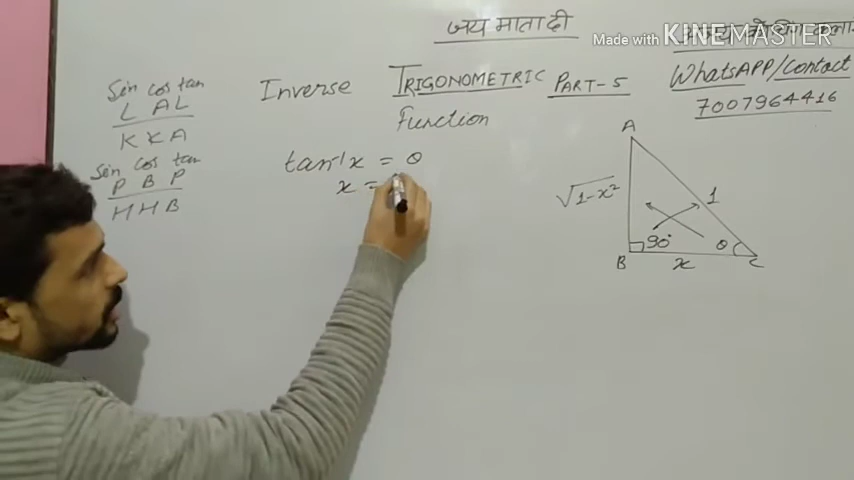 जय माता दी
Made with KINEMASTER
WhatsAPP/Contact
7007964416
Inverse TRIGONOMETRIC PART-5
Function
Sin cos tan
L A L
K K A
Sin cos tan
P B P
H H B
tan⁻¹x = θ
x =
A
√1-x²
1
90°
θ
B
x
C